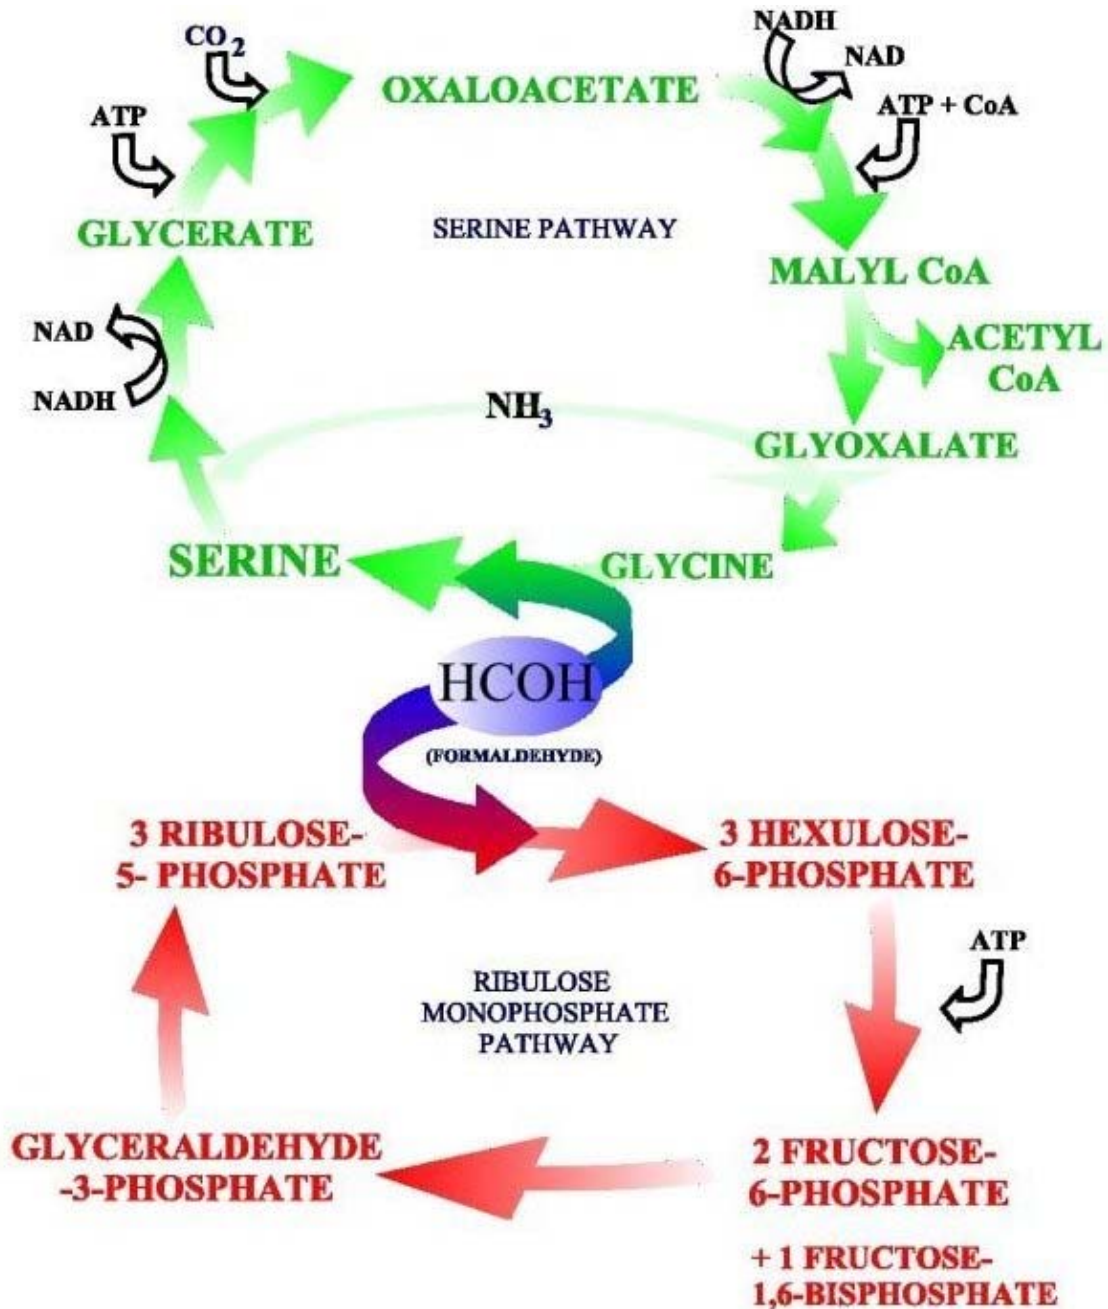 CO2
NADH
NAD
OXALOACETATE
ATP
ATP + CoA
GLYCERATE
SERINE PATHWAY
MALYL CoA
NAD
ACETYL
CoA
NADH
NH3
GLYOXALATE
SERINE
GLYCINE
HCOH
(FORMALDEHYDE)
3 RIBULOSE-
5- PHOSPHATE
3 HEXULOSE-
6-PHOSPHATE
ATP
RIBULOSE
MONOPHOSPHATE
PATHWAY
GLYCERALDEHYDE
-3-PHOSPHATE
2 FRUCTOSE-
6-PHOSPHATE
+ 1 FRUCTOSE-
1,6-BISPHOSPHATE